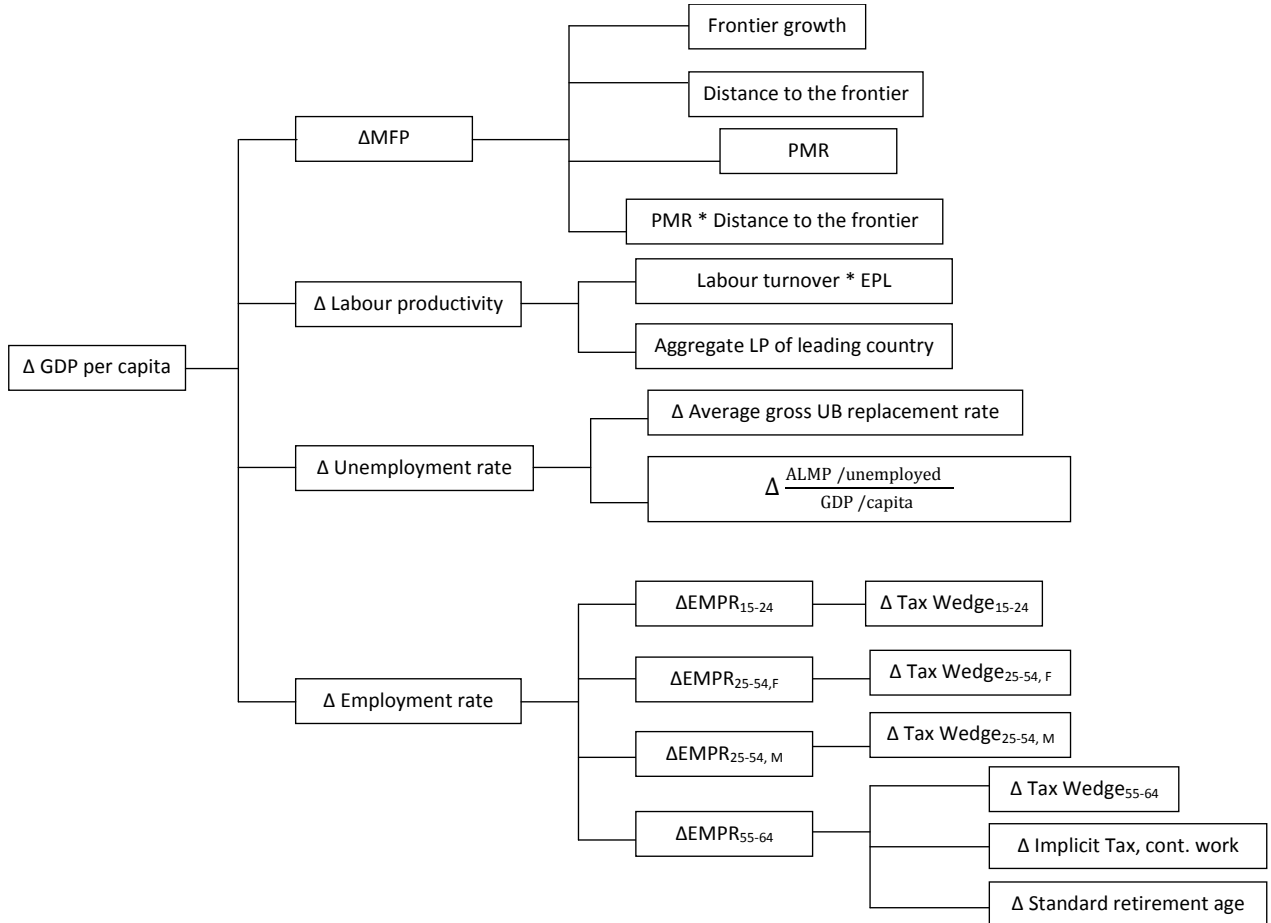 Frontier growth
Distance to the frontier
ΔMFP
PMR
PMR * Distance to the frontier
Labour turnover * EPL
Δ Labour productivity
Aggregate LP of leading country
Δ GDP per capita
Δ Average gross UB replacement rate
Δ Unemployment rate
Δ ALMP /unemployed
GDP /capita
ΔEMPR15-24
Δ Tax Wedge15-24
ΔEMPR25-54,F
Δ Tax Wedge25-54, F
Δ Employment rate
ΔEMPR25-54, M
Δ Tax Wedge25-54, M
Δ Tax Wedge55-64
ΔEMPR55-64
Δ Implicit Tax, cont. work
Δ Standard retirement age